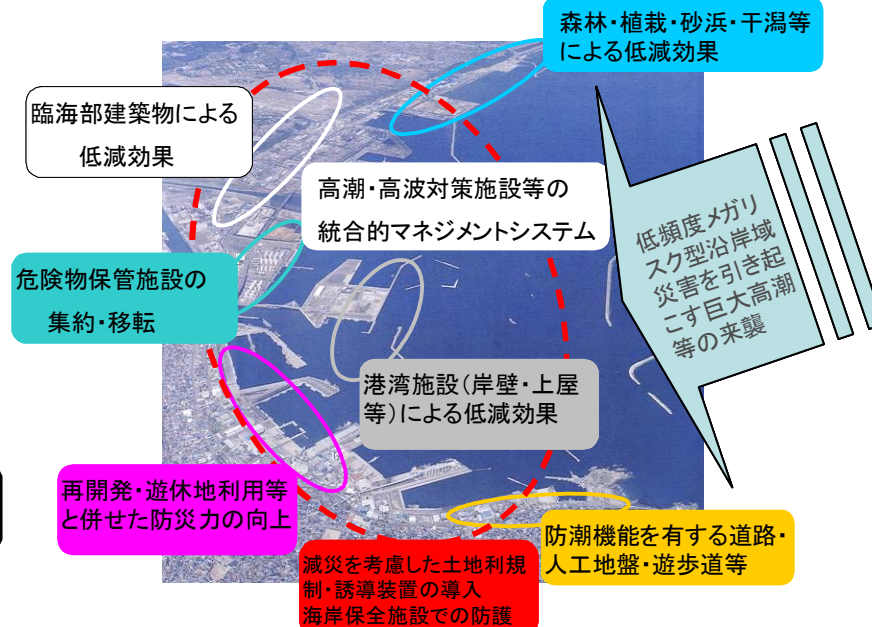 森林・植栽・砂浜・干潟等
による低減効果
臨海部建築物による
低減効果
高潮・高波対策施設等の
統合的マネジメントシステム
低頻度メガリ
スク型沿岸域
災害を引き起
こす巨大高潮
等の来襲
危険物保管施設の
集約・移転
港湾施設(岸壁・上屋
等)による低減効果
再開発・遊休地利用等
と併せた防災力の向上
防潮機能を有する道路・
人工地盤・遊歩道等
減災を考慮した土地利規
制・誘導装置の導入
海岸保全施設での防護